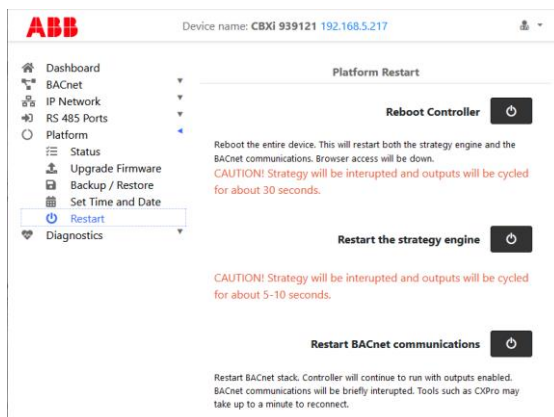 ABB
Device name: CBXi 939121 192.168.5.217
Dashboard
BACnet
IP Network
RS 485 Ports
Platform
Status
Upgrade Firmware
Backup / Restore
Set Time and Date
Restart
Diagnostics
Platform Restart
Reboot Controller
Reboot the entire device. This will restart both the strategy engine and the
BACnet communications. Browser access will be down.
CAUTION! Strategy will be interupted and outputs will be cycled
for about 30 seconds.
Restart the strategy engine
CAUTION! Strategy will be interupted and outputs will be cycled
for about 5-10 seconds.
Restart BACnet communications
Restart BACnet stack. Controller will continue to run with outputs enabled.
BACnet communications will be briefly interupted. Tools such as CXPro may
take up to a minute to reconnect.